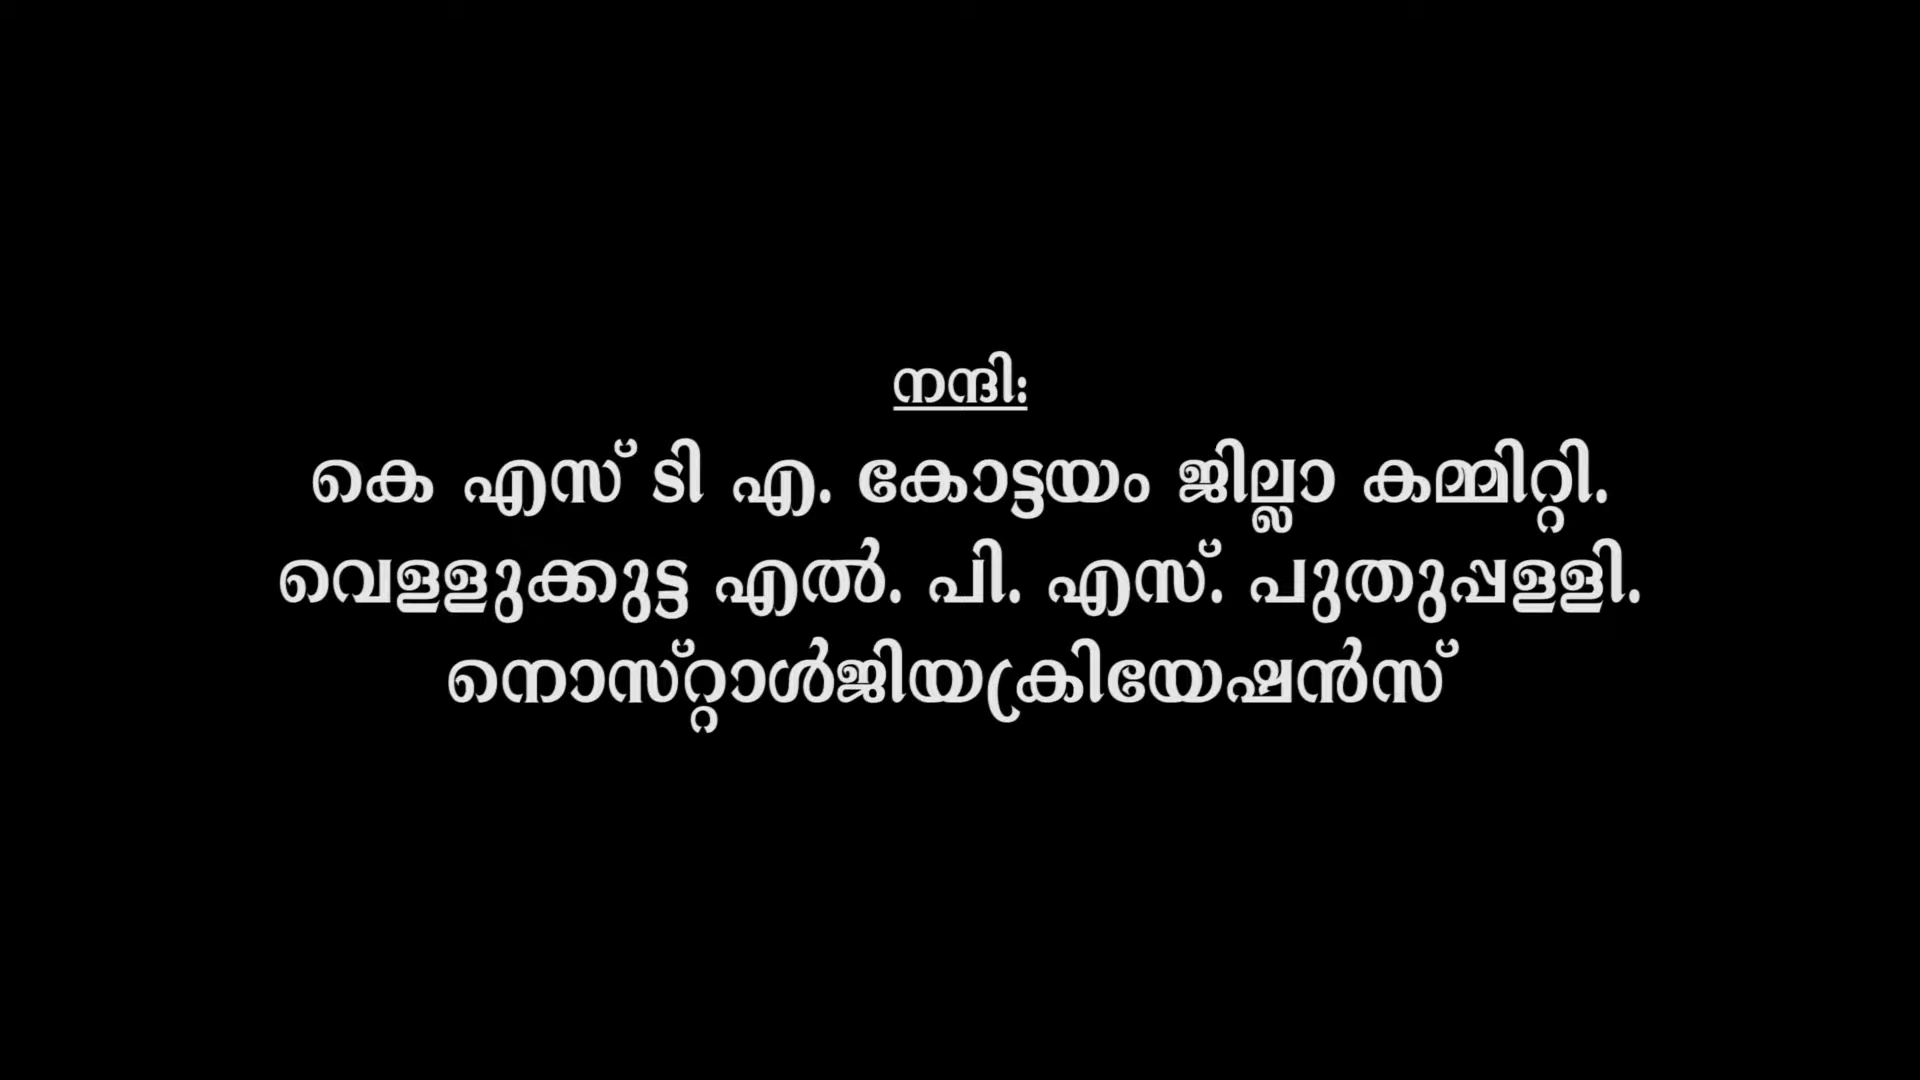 നന്ദി:
കെ എസ് ടി എ. കോട്ടയം ജില്ലാ കമ്മിറ്റി.
വെള്ളുക്കുട്ട എൽ. പി. എസ്. പുതുപ്പള്ളി.
നൊസ്റ്റാൾജിയക്രിയേഷൻസ്